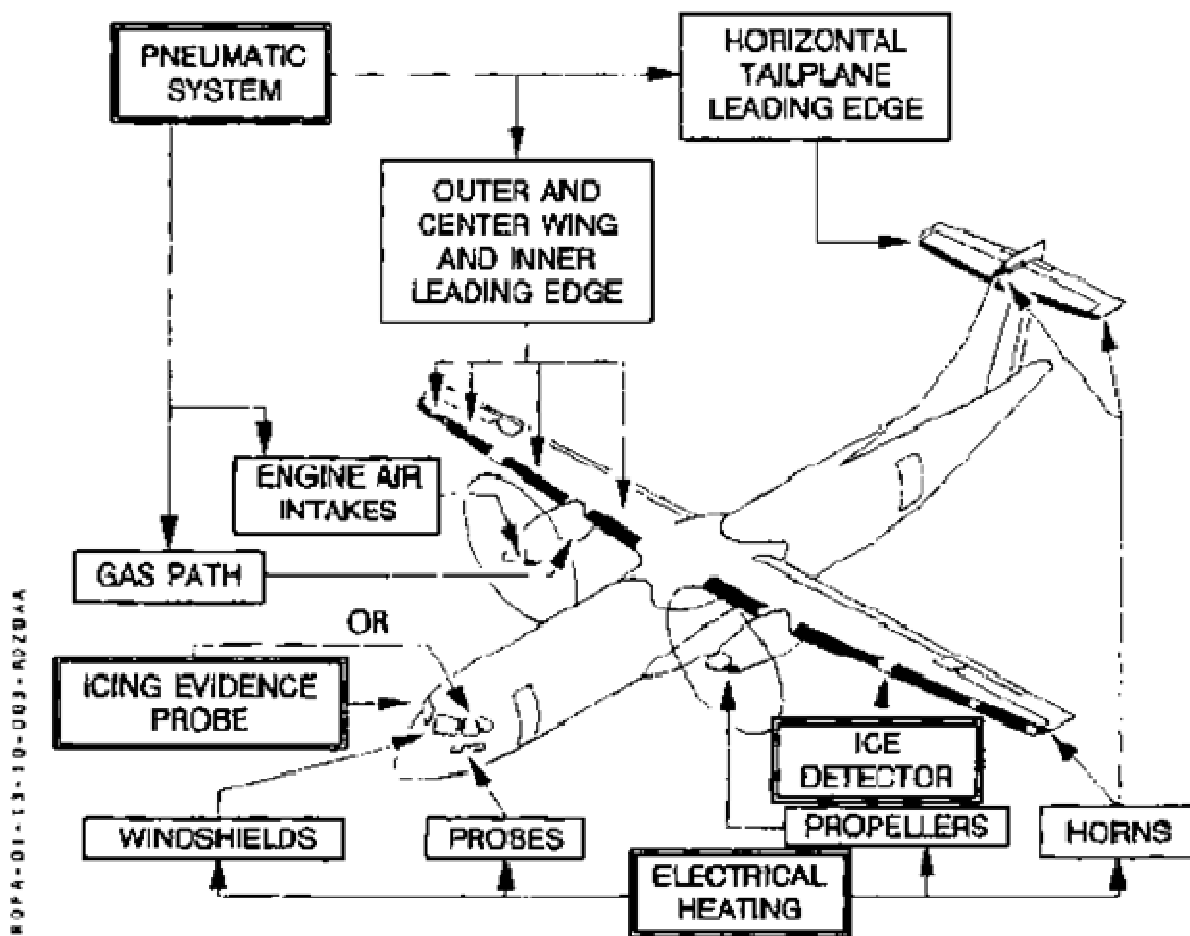 PNEUMATIC
SYSTEM
HORIZONTAL
TAILPLANE
LEADING EDGE
OUTER AND
CENTER WING
AND INNER
LEADING EDGE
ENGINE AIR
INTAKES
GAS PATH
OR
ICING EVIDENCE
PROBE
ICE
DETECTOR
WINDSHIELDS
PROBES
PROPELLERS
HORNS
ELECTRICAL
HEATING